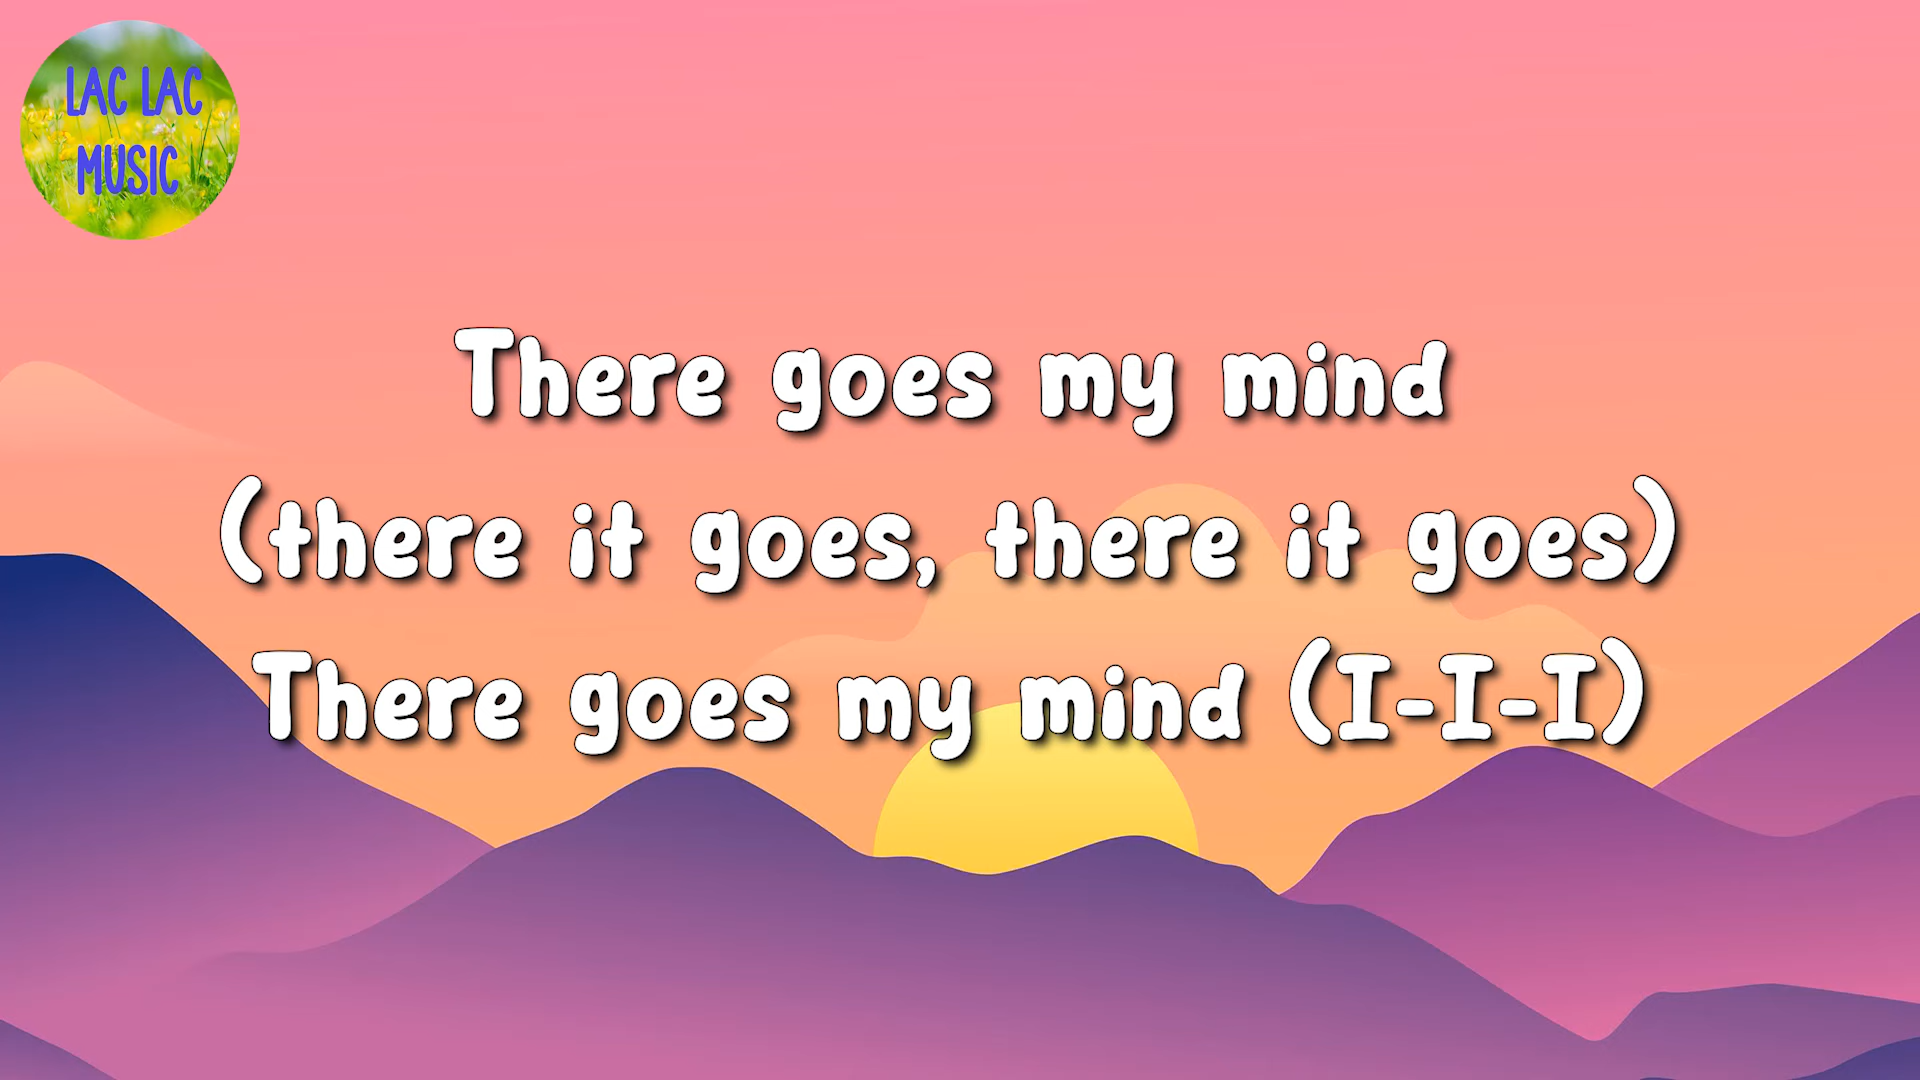 LAC LAC
MUSIC
There goes my mind
(there it goes, there it goes)
There goes my mind (I-I-I)